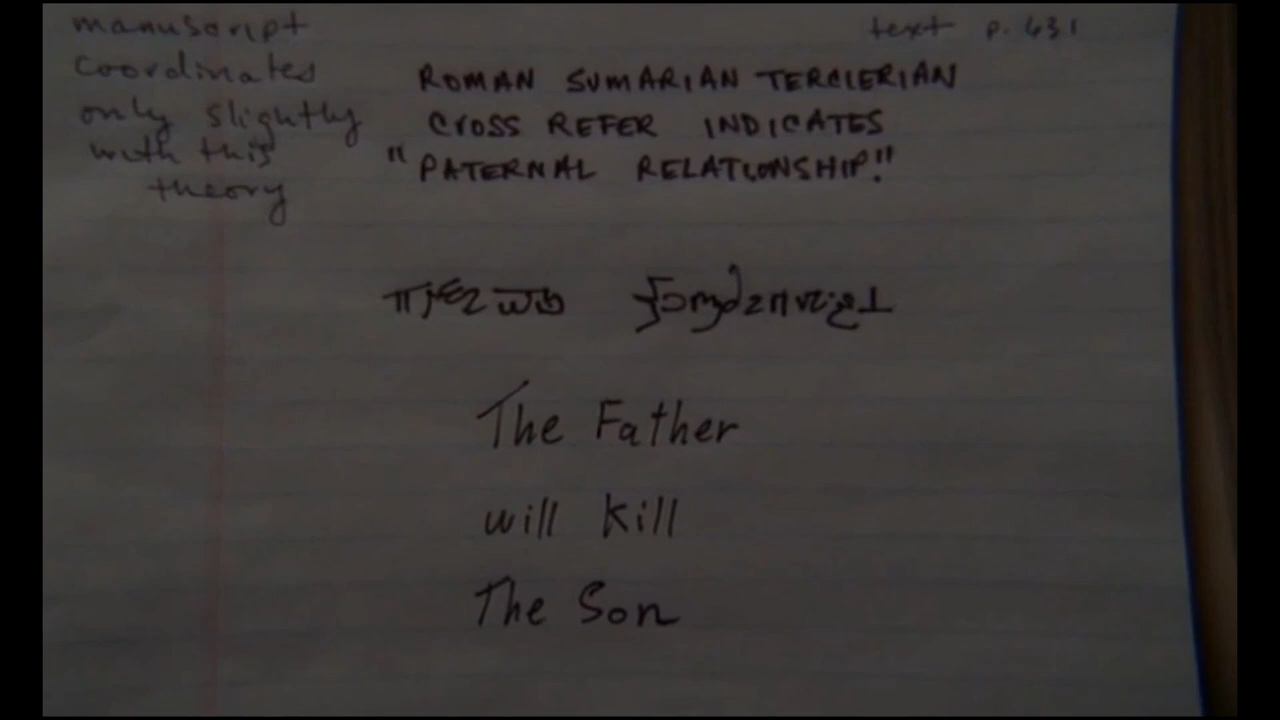 manuscript
coordinates
only slightly
with this
theory
text p. 631
ROMAN SUMARIAN TERCIERIAN
CROSS REFER INDICATES
"PATERNAL RELATIONSHIP!"
The Father
will kill
The Son